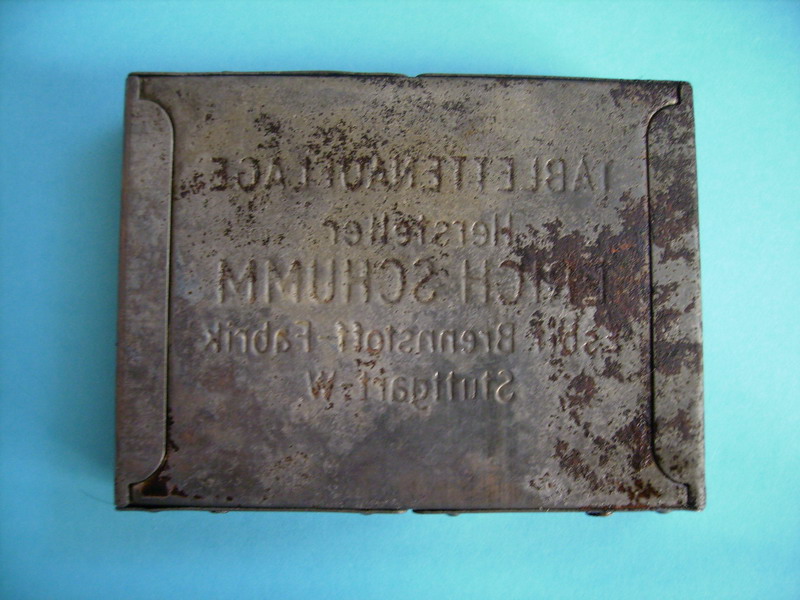 TABLETTENAUFLAGE
Hersteller
ERICH SCHUMM
Esbit Brennstoff-Fabrik
Stuttgart-W.